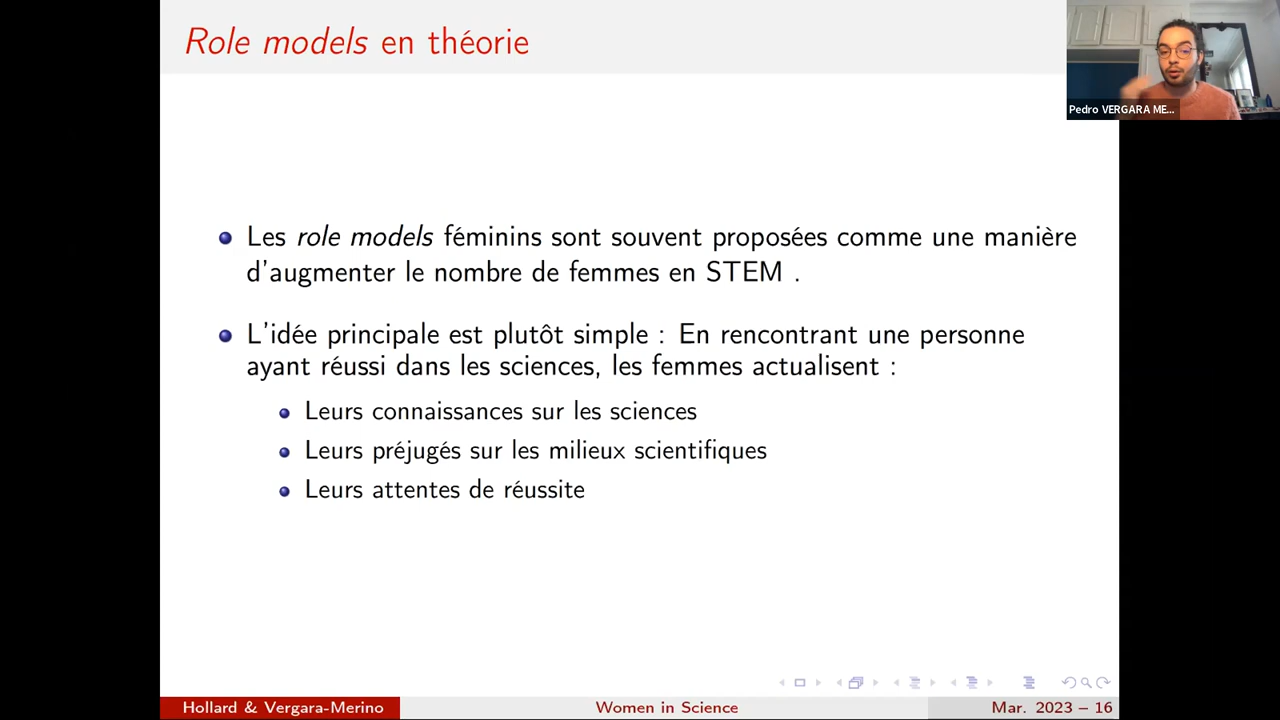 Role models en théorie
Pedro VERGARA ME...
Les role models féminins sont souvent proposées comme une manière
d'augmenter le nombre de femmes en STEM .
L'idée principale est plutôt simple : En rencontrant une personne
ayant réussi dans les sciences, les femmes actualisent :
Leurs connaissances sur les sciences
Leurs préjugés sur les milieux scientifiques
Leurs attentes de réussite
Hollard & Vergara-Merino
Women in Science
Mar. 2023 – 16